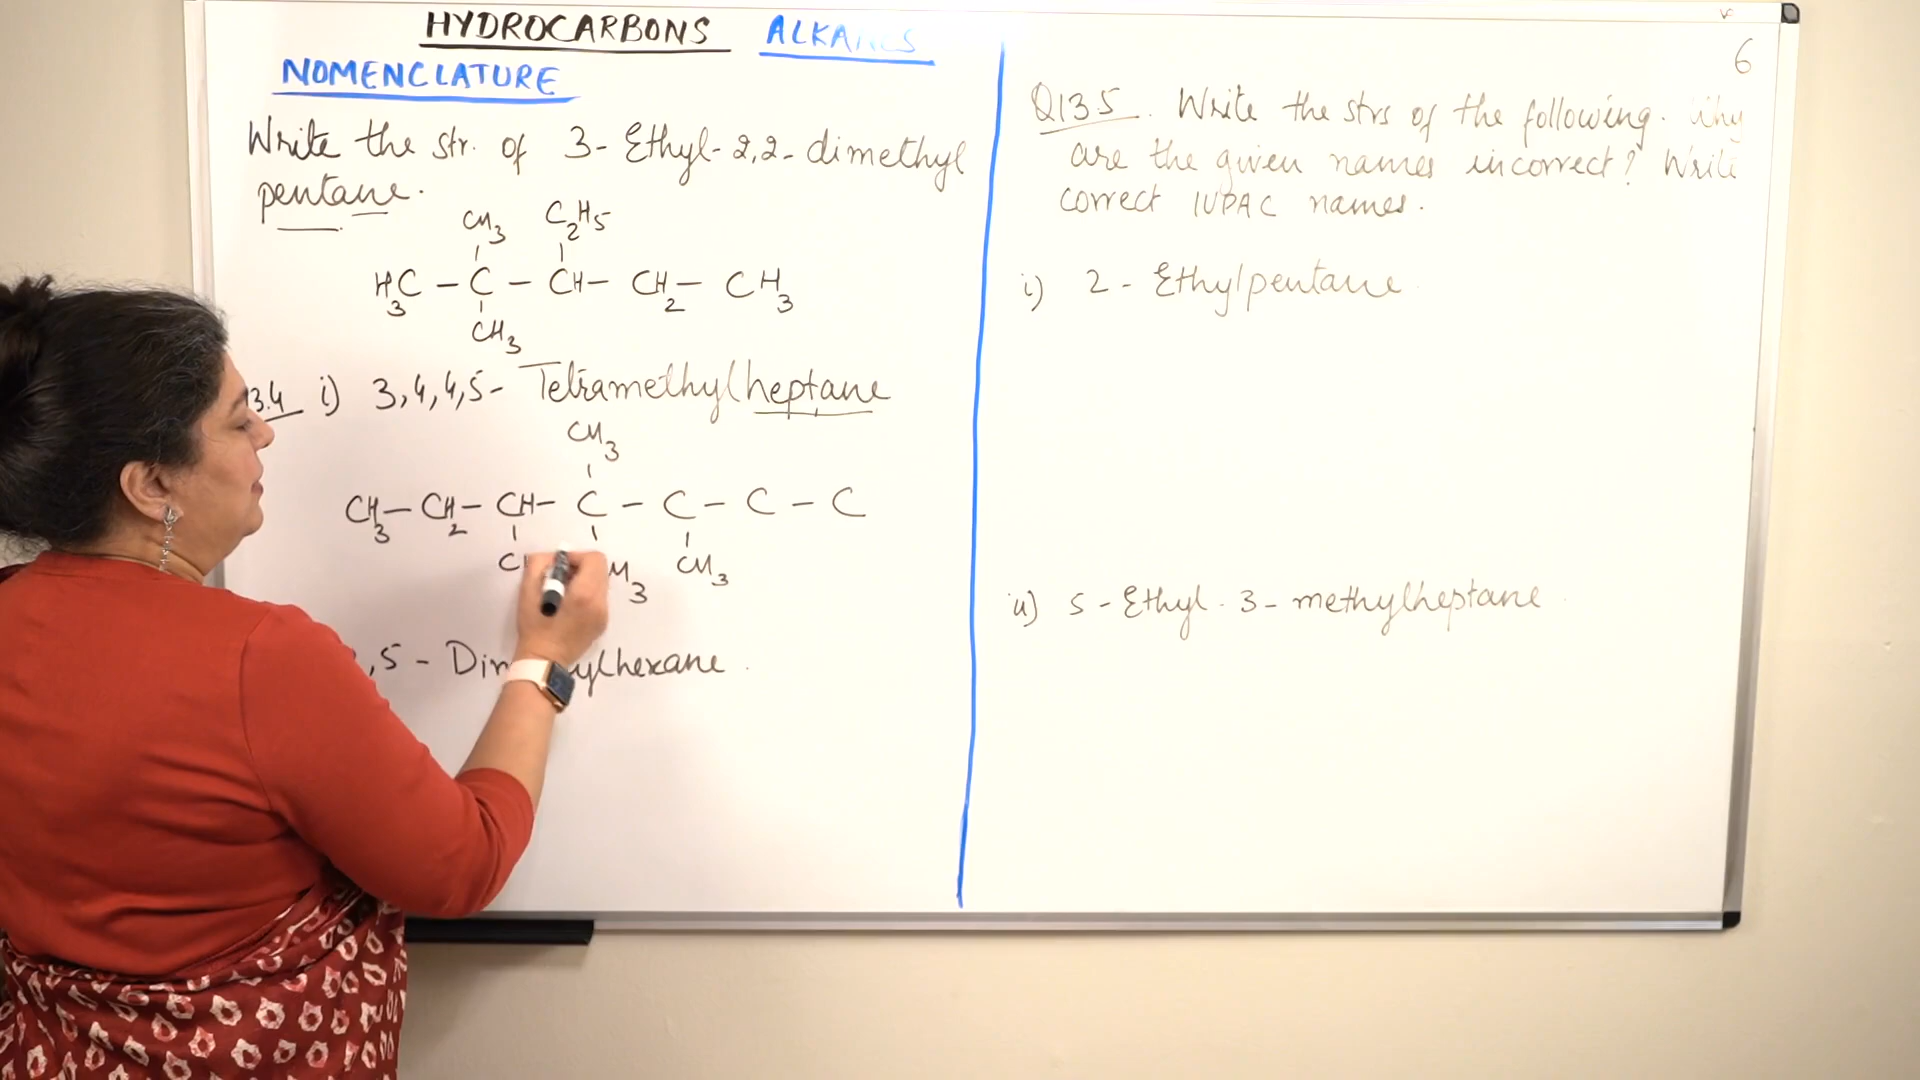 HYDROCARBONS ALKANES
NOMENCLATURE
Write the str. of 3-Ethyl-2,2-dimethyl
pentane.
CH3 C2H5
H3C - C - CH - CH2 - CH3
CH3
3.4 i) 3,4,4,5- Tetramethylheptane
CH3
CH3 - CH2 - CH - C - C - C - C
CH3
,5 - Dimethylhexane.
6
Q13.5. Write the strs of the following. Why
are the given names incorrect? Write
correct IUPAC names.
i) 2 - Ethylpentane
ii) 5 - Ethyl - 3 - methylheptane